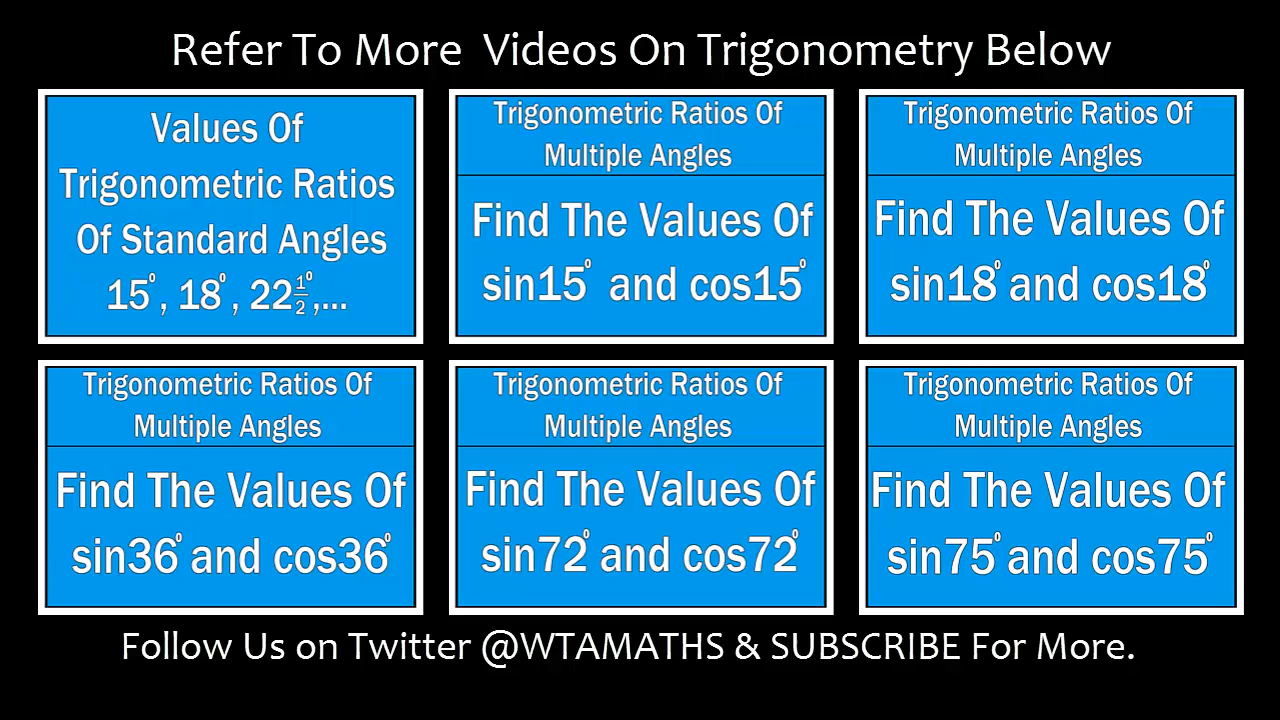 Refer To More Videos On Trigonometry Below
Values Of
Trigonometric Ratios
Of Standard Angles
15°, 18°, 22½°,...
Trigonometric Ratios Of
Multiple Angles
Find The Values Of
sin15° and cos15°
Trigonometric Ratios Of
Multiple Angles
Find The Values Of
sin18° and cos18°
Trigonometric Ratios Of
Multiple Angles
Find The Values Of
sin36° and cos36°
Trigonometric Ratios Of
Multiple Angles
Find The Values Of
sin72° and cos72°
Trigonometric Ratios Of
Multiple Angles
Find The Values Of
sin75° and cos75°
Follow Us on Twitter @WTAMATHS & SUBSCRIBE For More.